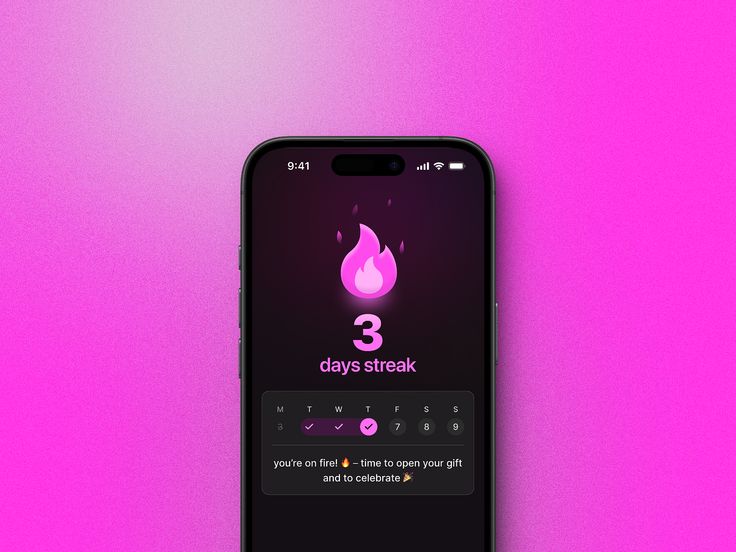 9:41
3
days streak
M T W T F S S
3 7 8 9
you're on fire! 🔥 – time to open your gift
and to celebrate 🎉